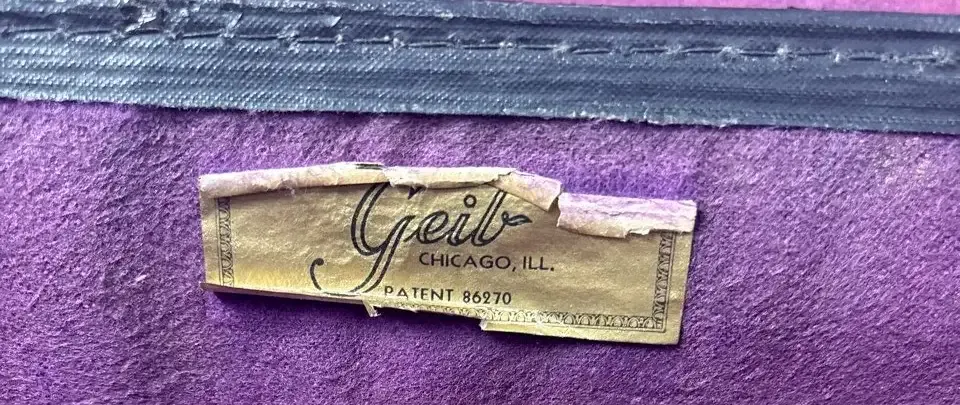 Geib
CHICAGO, ILL.
PATENT 86270